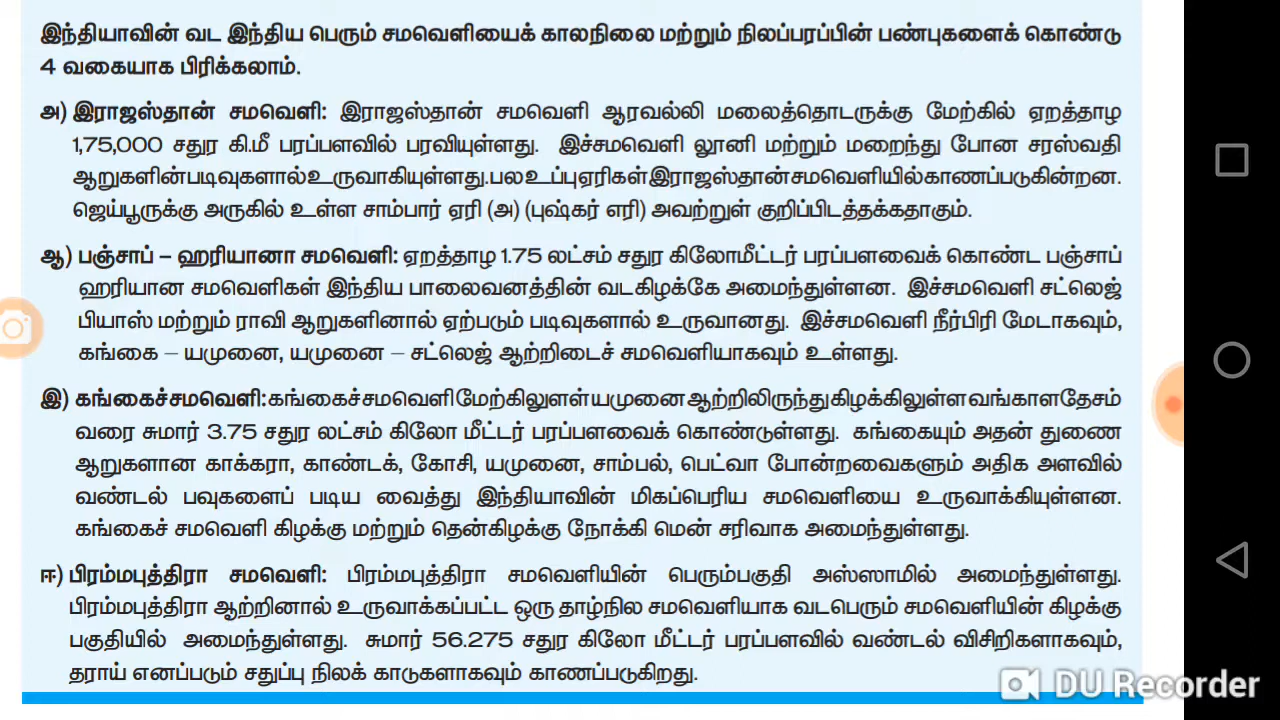 இந்தியாவின் வட இந்திய பெரும் சமவெளியைக் காலநிலை மற்றும் நிலப்பரப்பின் பண்புகளைக் கொண்டு
4 வகையாக பிரிக்கலாம்.
அ) இராஜஸ்தான் சமவெளி: இராஜஸ்தான் சமவெளி ஆரவல்லி மலைத்தொடருக்கு மேற்கில் ஏறத்தாழ
1,75,000 சதுர கி.மீ பரப்பளவில் பரவியுள்ளது. இச்சமவெளி லூனி மற்றும் மறைந்து போன சரஸ்வதி
ஆறுகளின் படிவுகளால் உருவாகியுள்ளது. பல உப்பு ஏரிகள் இராஜஸ்தான் சமவெளியில் காணப்படுகின்றன.
ஜெய்பூருக்கு அருகில் உள்ள சாம்பார் ஏரி (அ) (புஷ்கர் எரி) அவற்றுள் குறிப்பிடத்தக்கதாகும்.
ஆ) பஞ்சாப் – ஹரியானா சமவெளி: ஏறத்தாழ 1.75 லட்சம் சதுர கிலோமீட்டர் பரப்பளவைக் கொண்ட பஞ்சாப்
ஹரியான சமவெளிகள் இந்திய பாலைவனத்தின் வடகிழக்கே அமைந்துள்ளன. இச்சமவெளி சட்லெஜ்
பியாஸ் மற்றும் ராவி ஆறுகளினால் ஏற்படும் படிவுகளால் உருவானது. இச்சமவெளி நீர்பிரி மேடாகவும்,
கங்கை – யமுனை, யமுனை – சட்லெஜ் ஆற்றிடைச் சமவெளியாகவும் உள்ளது.
இ) கங்கைச்சமவெளி: கங்கைச்சமவெளி மேற்கிலுளள் யமுனை ஆற்றிலிருந்து கிழக்கிலுள்ள வங்காளதேசம்
வரை சுமார் 3.75 சதுர லட்சம் கிலோ மீட்டர் பரப்பளவைக் கொண்டுள்ளது. கங்கையும் அதன் துணை
ஆறுகளான காக்கரா, காண்டக், கோசி, யமுனை, சாம்பல், பெட்வா போன்றவைகளும் அதிக அளவில்
வண்டல் பவுகளைப் படிய வைத்து இந்தியாவின் மிகப்பெரிய சமவெளியை உருவாக்கியுள்ளன.
கங்கைச் சமவெளி கிழக்கு மற்றும் தென்கிழக்கு நோக்கி மென் சரிவாக அமைந்துள்ளது.
ஈ) பிரம்மபுத்திரா சமவெளி: பிரம்மபுத்திரா சமவெளியின் பெரும்பகுதி அஸ்ஸாமில் அமைந்துள்ளது.
பிரம்மபுத்திரா ஆற்றினால் உருவாக்கப்பட்ட ஒரு தாழ்நில சமவெளியாக வடபெரும் சமவெளியின் கிழக்கு
பகுதியில் அமைந்துள்ளது. சுமார் 56.275 சதுர கிலோ மீட்டர் பரப்பளவில் வண்டல் விசிறிகளாகவும்,
தராய் எனப்படும் சதுப்பு நிலக் காடுகளாகவும் காணப்படுகிறது.
DU Recorder